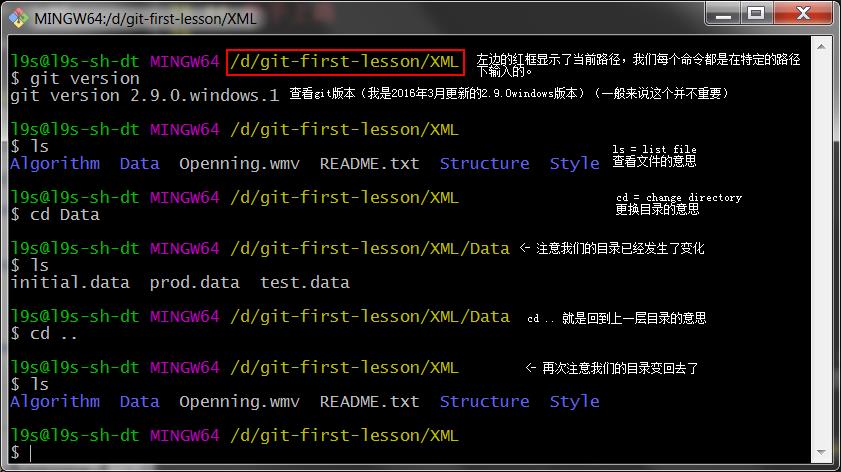 MINGW64:/d/git-first-lesson/XML
l9s@l9s-sh-dt MINGW64 /d/git-first-lesson/XML 左边的红框显示了当前路径，我们每个命令都是在特定的路径
下输入的。
$ git version
git version 2.9.0.windows.1 查看git版本（我是2016年3月更新的2.9.0windows版本）（一般来说这个并不重要）
l9s@l9s-sh-dt MINGW64 /d/git-first-lesson/XML
$ ls
ls = list file
Algorithm Data Openning.wmv README.txt Structure Style 查看文件的意思
l9s@l9s-sh-dt MINGW64 /d/git-first-lesson/XML cd = change directory
$ cd Data 更换目录的意思
l9s@l9s-sh-dt MINGW64 /d/git-first-lesson/XML/Data <- 注意我们的目录已经发生了变化
$ ls
initial.data prod.data test.data
l9s@l9s-sh-dt MINGW64 /d/git-first-lesson/XML/Data cd .. 就是回到上一层目录的意思
$ cd ..
l9s@l9s-sh-dt MINGW64 /d/git-first-lesson/XML <- 再次注意我们的目录变回去了
$ ls
Algorithm Data Openning.wmv README.txt Structure Style
l9s@l9s-sh-dt MINGW64 /d/git-first-lesson/XML
$